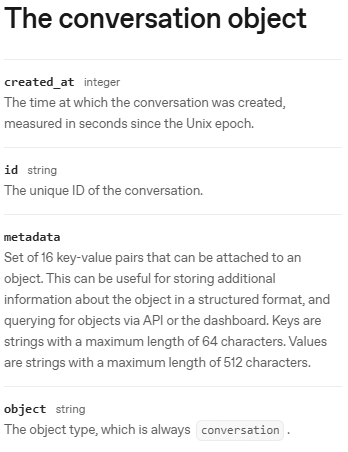 The conversation object
created_at integer
The time at which the conversation was created,
measured in seconds since the Unix epoch.
id string
The unique ID of the conversation.
metadata
Set of 16 key-value pairs that can be attached to an
object. This can be useful for storing additional
information about the object in a structured format, and
querying for objects via API or the dashboard. Keys are
strings with a maximum length of 64 characters. Values
are strings with a maximum length of 512 characters.
object string
The object type, which is always conversation .